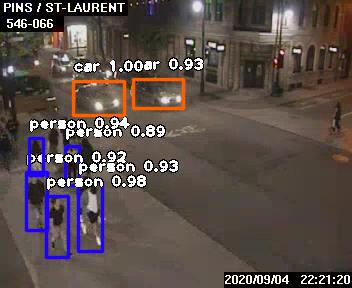 PINS / ST-LAURENT
546-066
car 1.00
car 0.93
person 0.94
person 0.89
person 0.92
person 0.93
person 0.98
2020/09/04 22:21:20